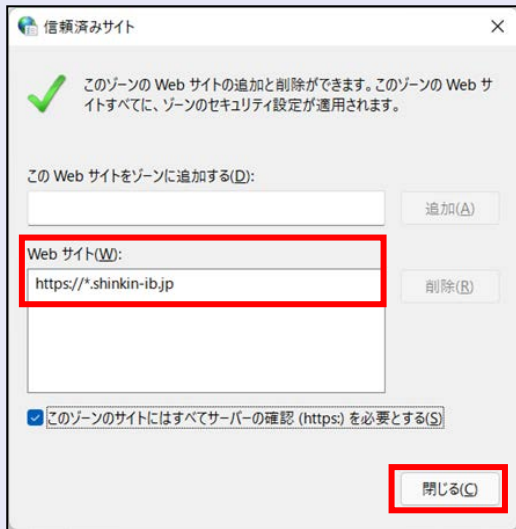 信頼済みサイト
このゾーンの Web サイトの追加と削除ができます。このゾーンの Web サ
イトすべてに、ゾーンのセキュリティ設定が適用されます。
この Web サイトをゾーンに追加する(D):
追加(A)
Web サイト(W):
https://*.shinkin-ib.jp
削除(R)
このゾーンのサイトにはすべてサーバーの確認 (https:) を必要とする(S)
閉じる(C)